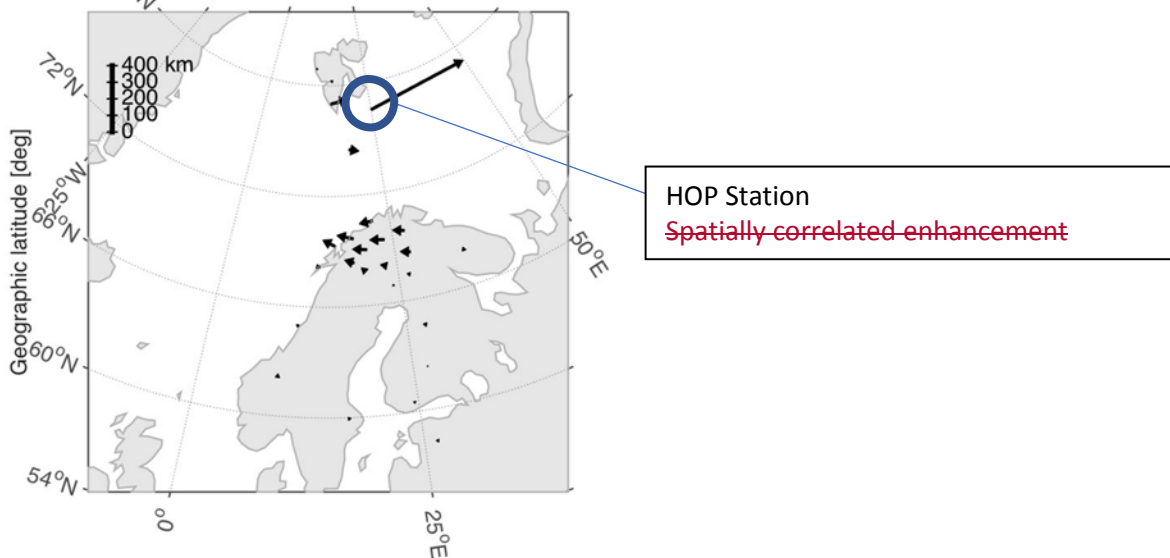 N
72°N
400 km
300
200
100
0
25°W
66°N
Geographic latitude [deg]
HOP Station
Spatially correlated enhancement
50°E
60°N
54°N
0°
25°E